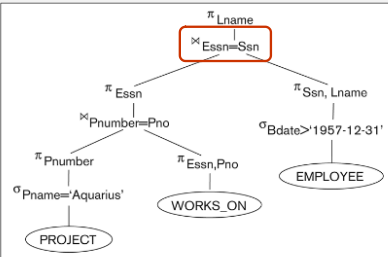 π Lname
⋈ Essn=Ssn
π Essn
π Ssn, Lname
⋈ Pnumber=Pno
σ Bdate>'1957-12-31'
π Pnumber
π Essn,Pno
EMPLOYEE
σ Pname='Aquarius'
WORKS_ON
PROJECT